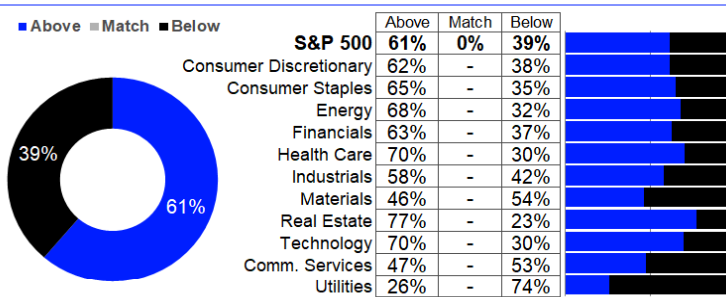 Above Match Below
Above Match Below
S&P 500 61% 0% 39%
Consumer Discretionary 62% - 38%
Consumer Staples 65% - 35%
Energy 68% - 32%
Financials 63% - 37%
Health Care 70% - 30%
Industrials 58% - 42%
Materials 46% - 54%
Real Estate 77% - 23%
Technology 70% - 30%
Comm. Services 47% - 53%
Utilities 26% - 74%
39%
61%